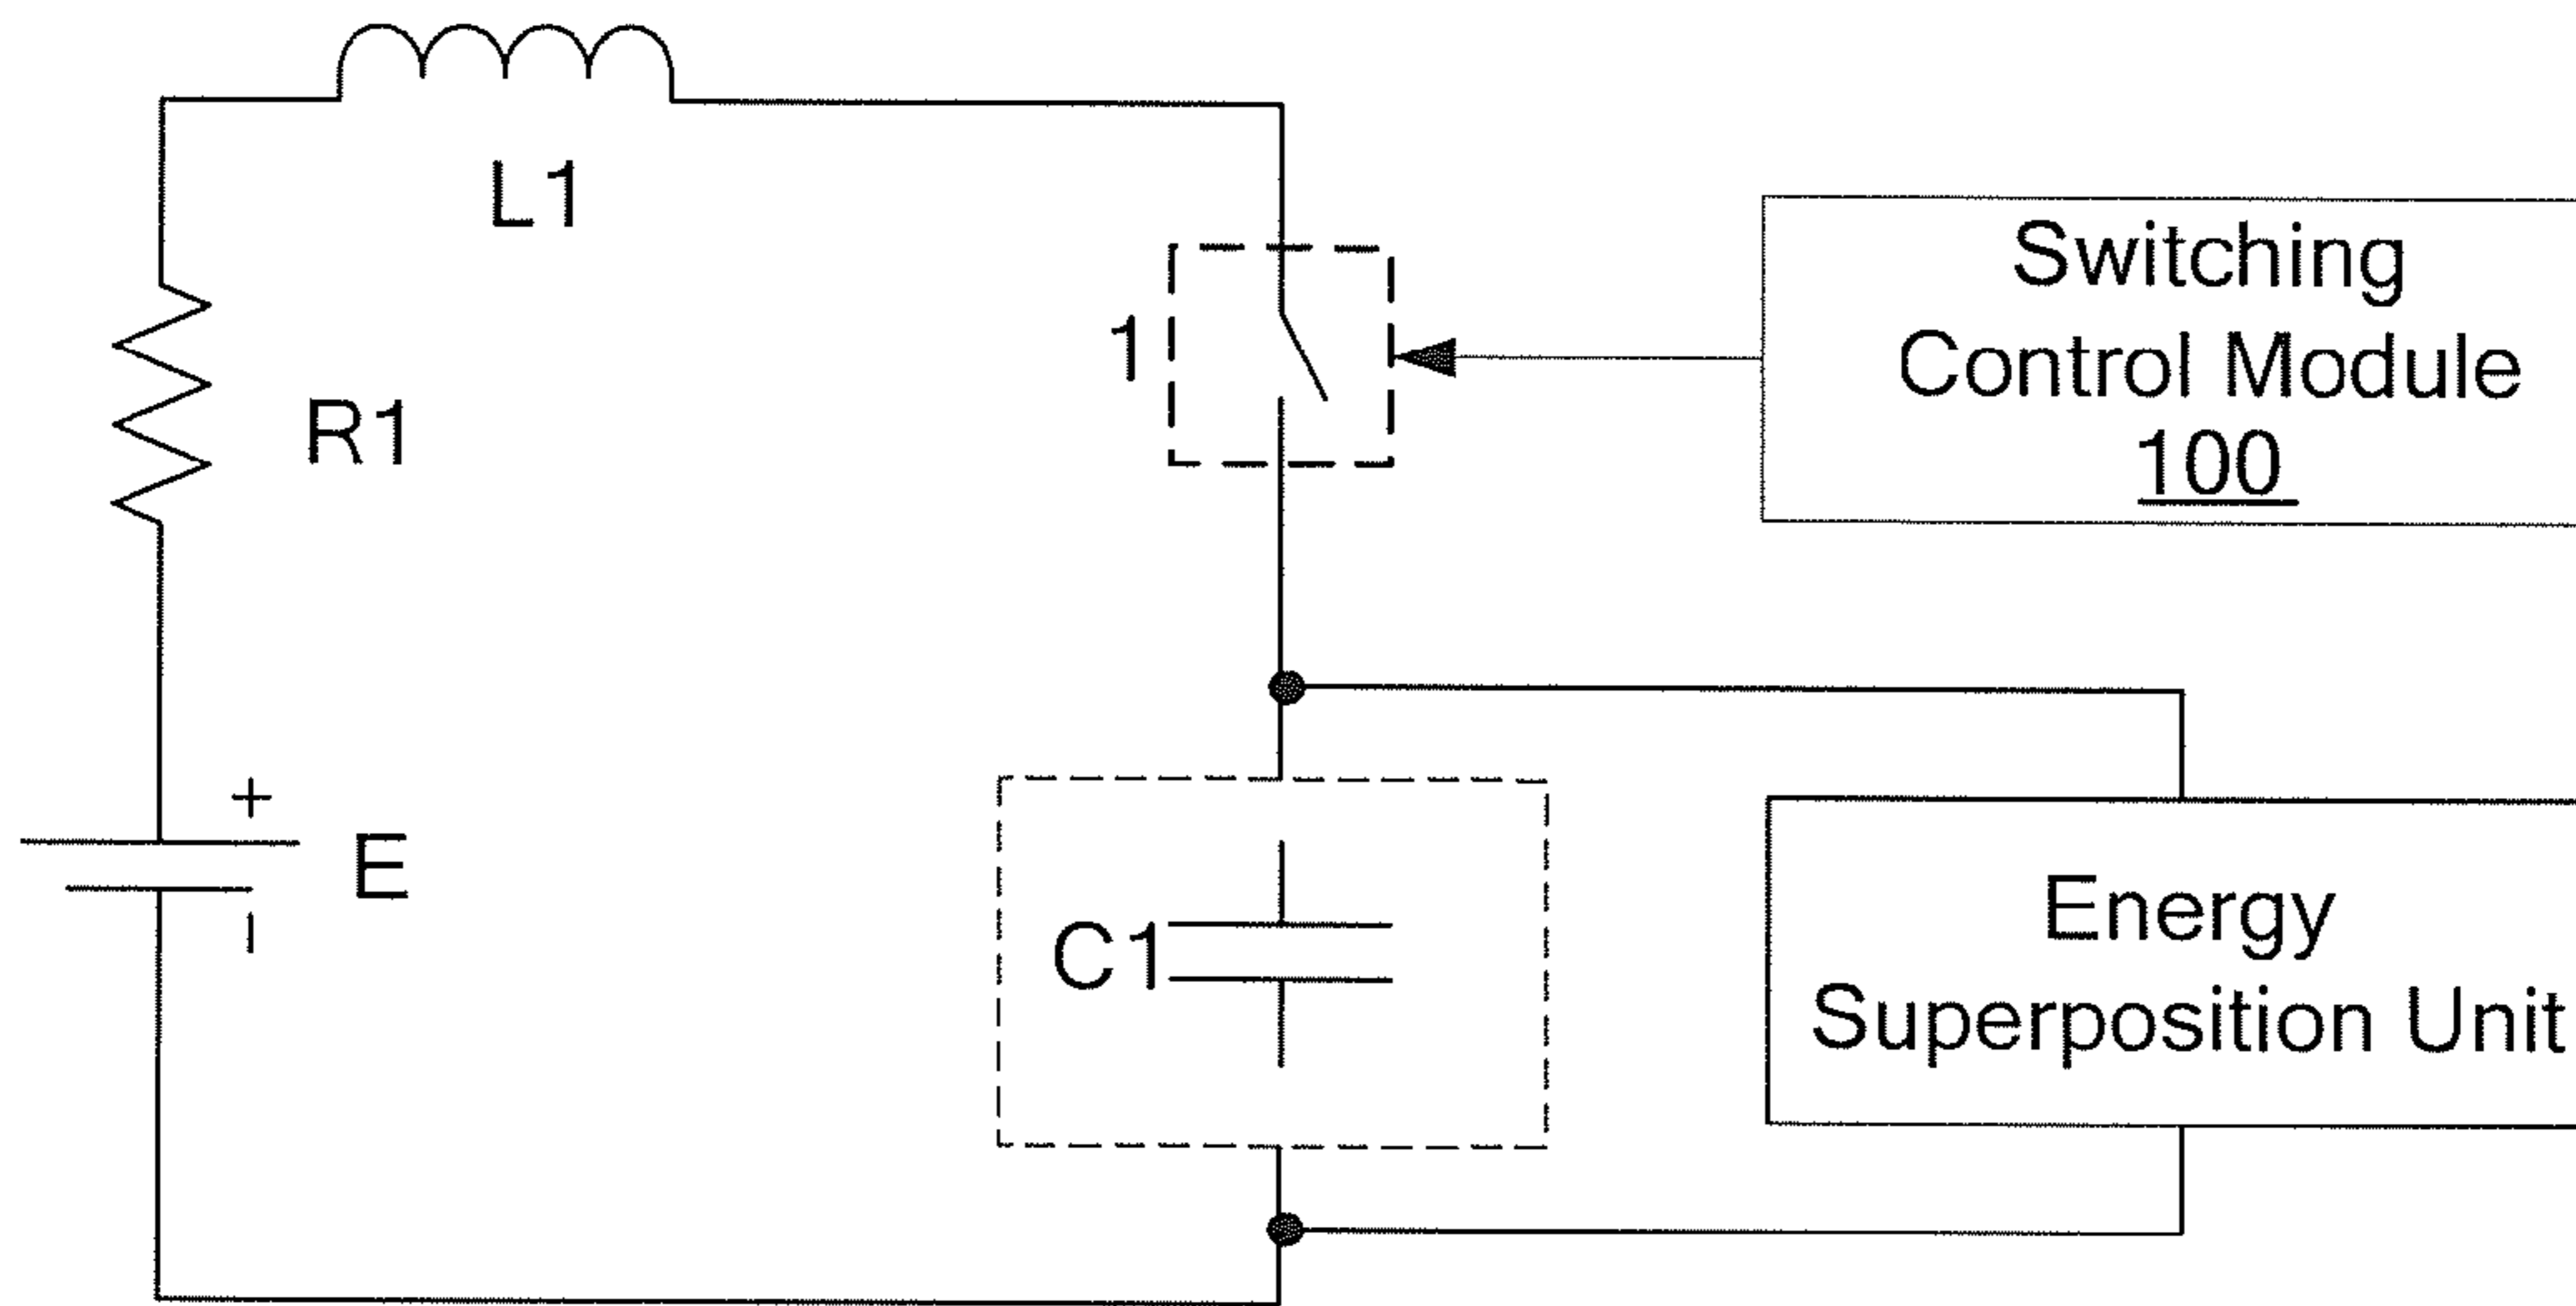 L1
Switching
Control Module
100
1
R1
+
E
–
C1
Energy
Superposition Unit